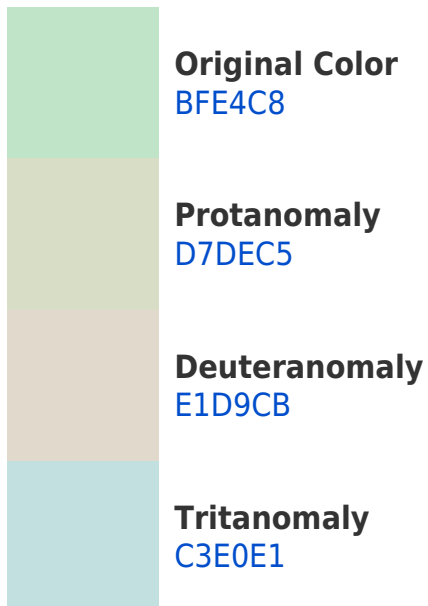 Original Color
BFE4C8
Protanomaly
D7DEC5
Deuteranomaly
E1D9CB
Tritanomaly
C3E0E1